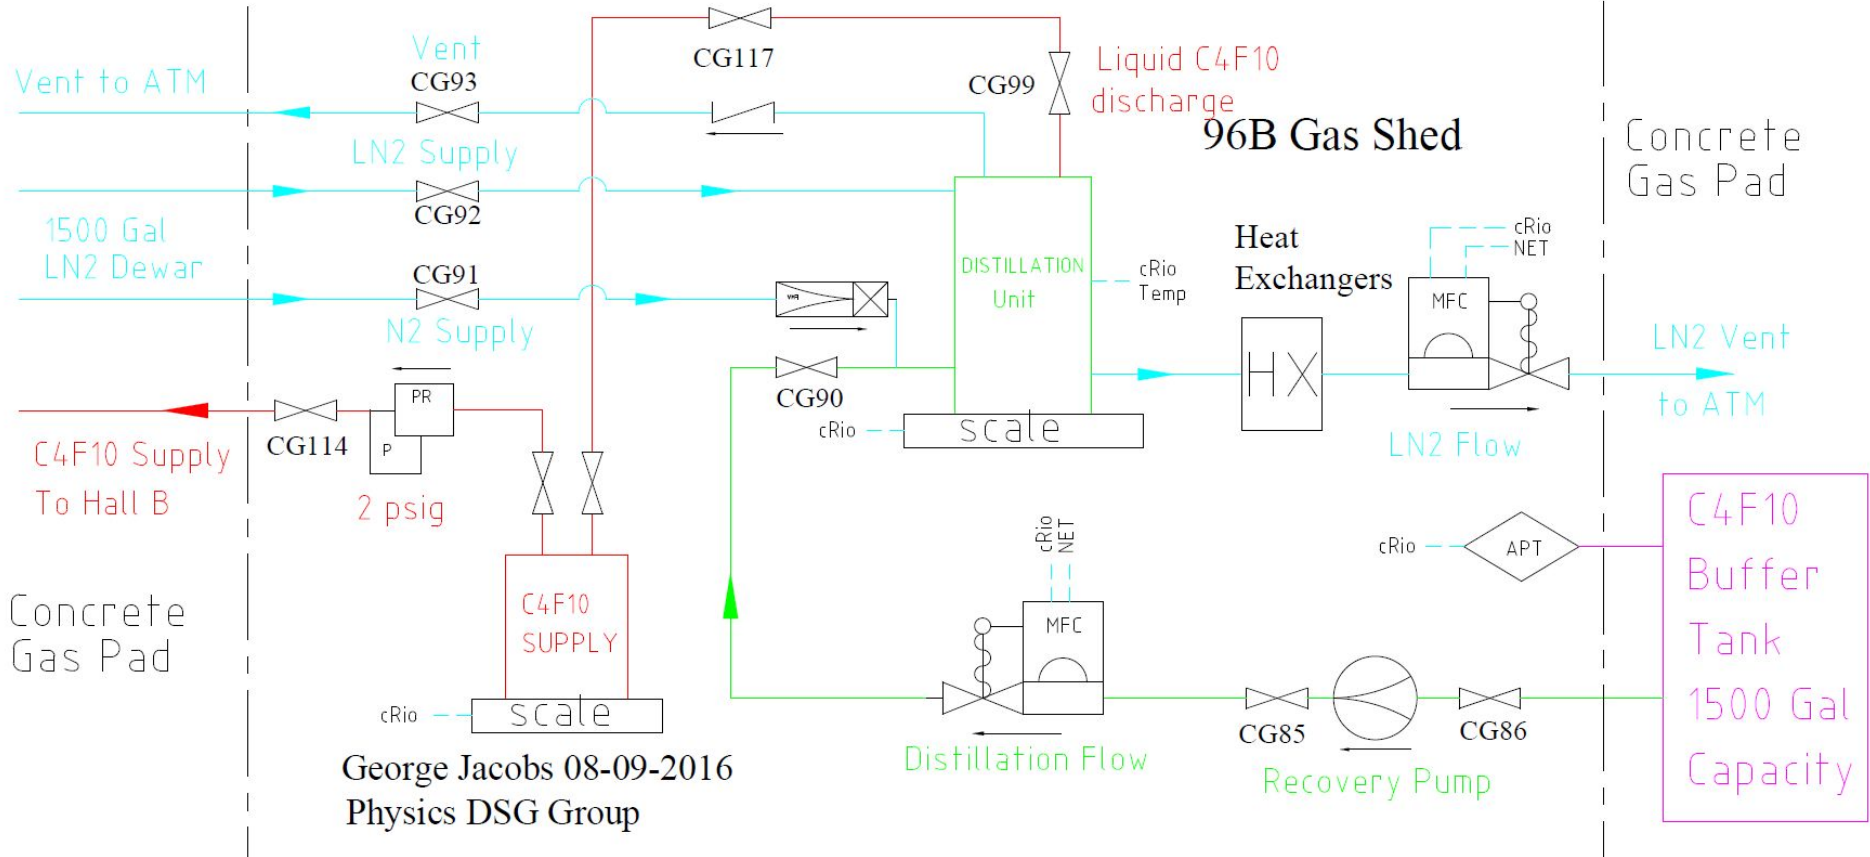 CG117
Vent
CG93
Vent to ATM
CG99
Liquid C4F10
discharge
96B Gas Shed
Concrete
Gas Pad
LN2 Supply
CG92
1500 Gal
LN2 Dewar
CG91
N2 Supply
DISTILLATION
Unit
cRio
Temp
Heat
Exchangers
HX
cRio
NET
MFC
LN2 Vent
to ATM
LN2 Flow
CG90
cRio
scale
PR
P
CG114
2 psig
C4F10 Supply
To Hall B
Concrete
Gas Pad
C4F10
SUPPLY
cRio
scale
cRio
NET
MFC
Distillation Flow
CG85
CG86
Recovery Pump
cRio
APT
C4F10
Buffer
Tank
1500 Gal
Capacity
George Jacobs 08-09-2016
Physics DSG Group